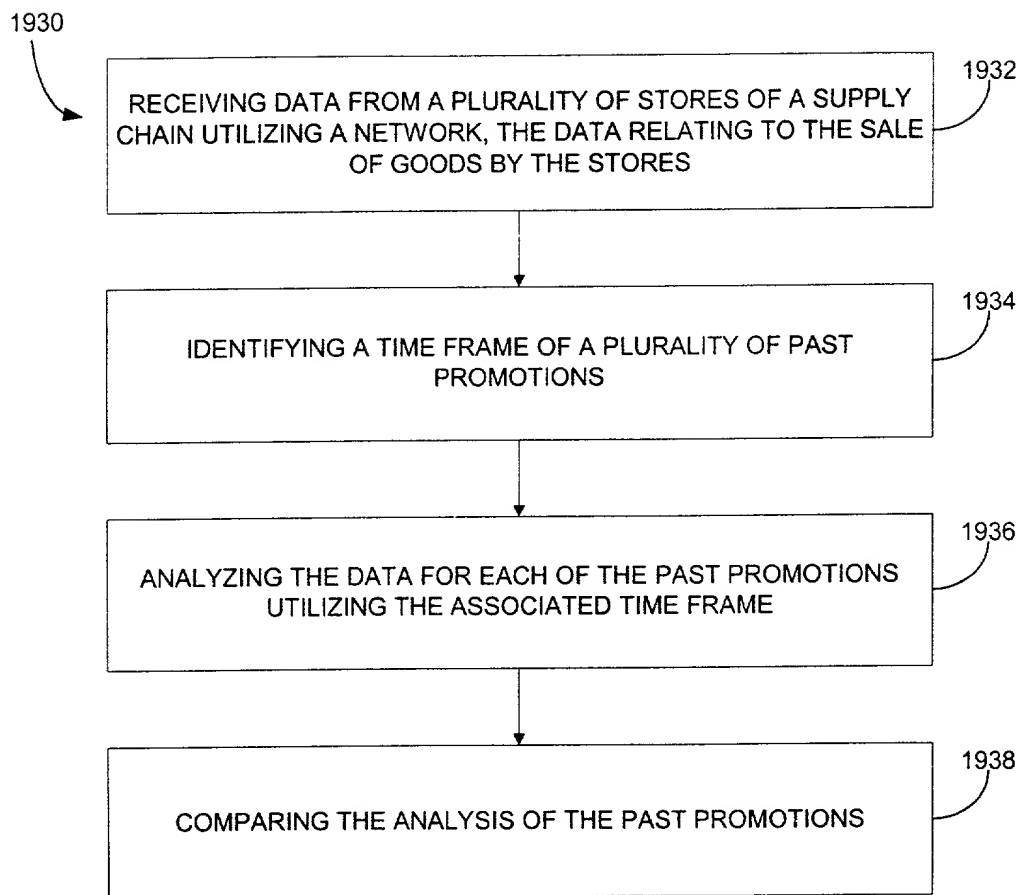 1930
1932
RECEIVING DATA FROM A PLURALITY OF STORES OF A SUPPLY
CHAIN UTILIZING A NETWORK, THE DATA RELATING TO THE SALE
OF GOODS BY THE STORES
1934
IDENTIFYING A TIME FRAME OF A PLURALITY OF PAST
PROMOTIONS
1936
ANALYZING THE DATA FOR EACH OF THE PAST PROMOTIONS
UTILIZING THE ASSOCIATED TIME FRAME
1938
COMPARING THE ANALYSIS OF THE PAST PROMOTIONS